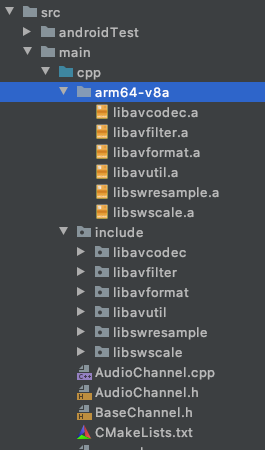 src
androidTest
main
cpp
arm64-v8a
libavcodec.a
libavfilter.a
libavformat.a
libavutil.a
libswresample.a
libswscale.a
include
libavcodec
libavfilter
libavformat
libavutil
libswresample
libswscale
AudioChannel.cpp
AudioChannel.h
BaseChannel.h
CMakeLists.txt